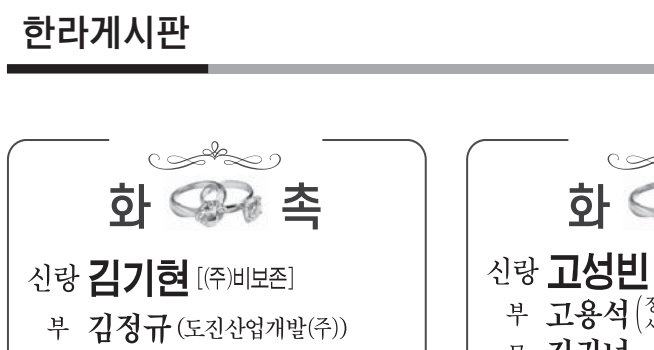 한라게시판
화 촉
신랑 김기현 [(주)비보존]
부 김정규 (도진산업개발(주))
화
신랑 고성빈
부 고용석